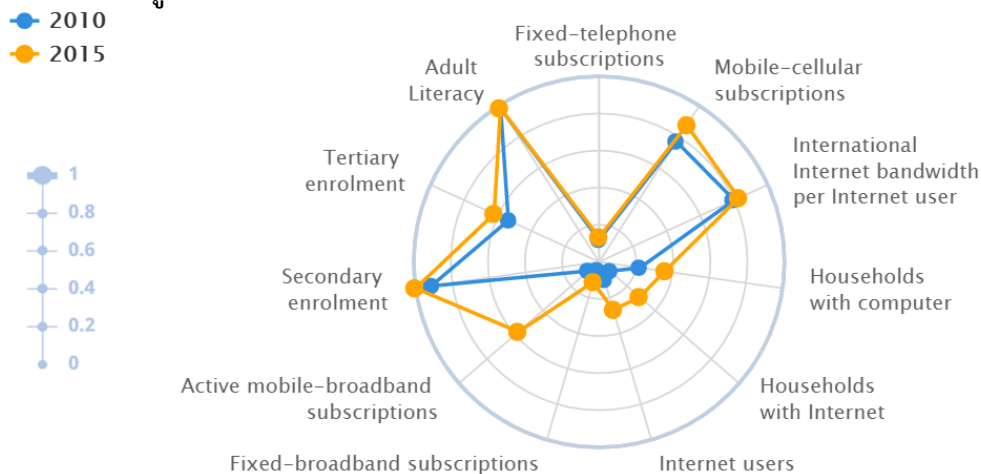 2010
2015
Fixed-telephone
subscriptions
Adult
Literacy
Mobile-cellular
subscriptions
International
Internet bandwidth
per Internet user
Tertiary
enrolment
1
0.8
0.6
0.4
0.2
0
Secondary
enrolment
Households
with computer
Active mobile-broadband
subscriptions
Households
with Internet
Fixed-broadband subscriptions
Internet users